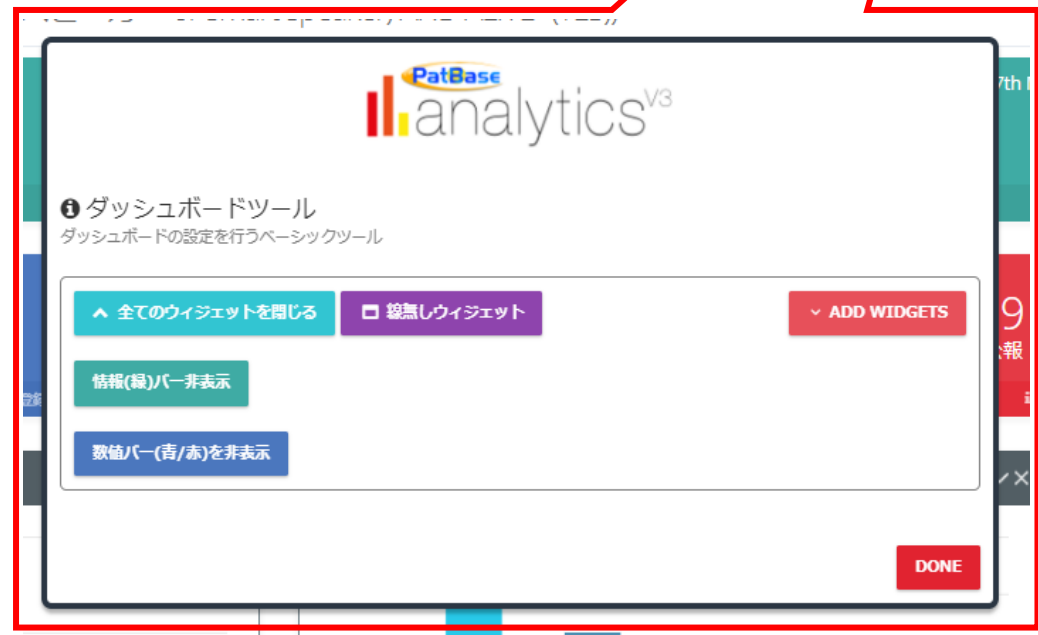 PatBase
analytics V3
ダッシュボードツール
ダッシュボードの設定を行うベーシックツール
全てのウィジェットを閉じる 線無しウィジェット ADD WIDGETS
情報(緑)バー非表示
数値バー(青/赤)を非表示
DONE
7th
9
報